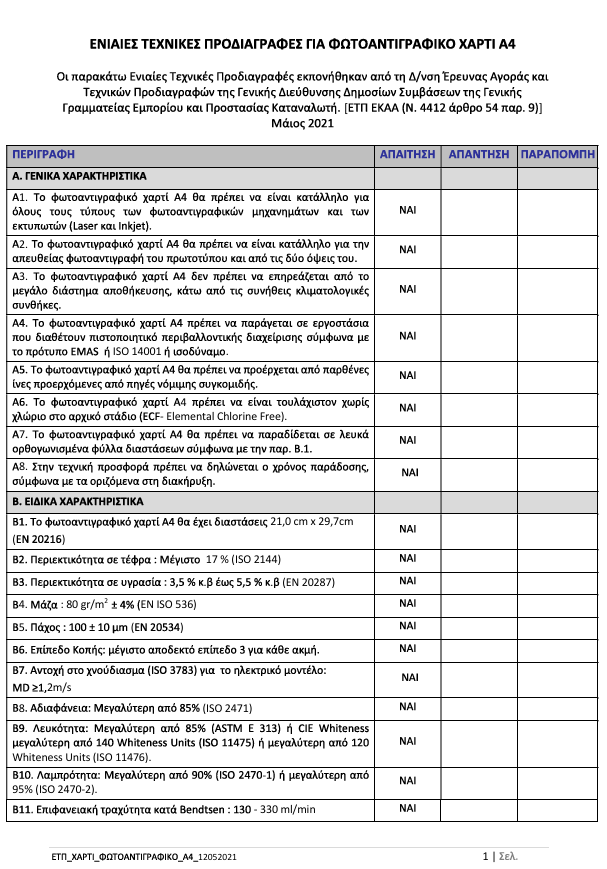 ΕΝΙΑΙΕΣ ΤΕΧΝΙΚΕΣ ΠΡΟΔΙΑΓΡΑΦΕΣ ΓΙΑ ΦΩΤΟΑΝΤΙΓΡΑΦΙΚΟ ΧΑΡΤΙ Α4
Οι παρακάτω Ενιαίες Τεχνικές Προδιαγραφές εκπονήθηκαν από τη Δ/νση Έρευνας Αγοράς και
Τεχνικών Προδιαγραφών της Γενικής Διεύθυνσης Δημοσίων Συμβάσεων της Γενικής
Γραμματείας Εμπορίου και Προστασίας Καταναλωτή. [ΕΤΠ ΕΚΑΑ (Ν. 4412 άρθρο 54 παρ. 9)]
Μάιος 2021
ΠΕΡΙΓΡΑΦΗ ΑΠΑΙΤΗΣΗ ΑΠΑΝΤΗΣΗ ΠΑΡΑΠΟΜΠΗ
Α. ΓΕΝΙΚΑ ΧΑΡΑΚΤΗΡΙΣΤΙΚΑ
Α1. Το φωτοαντιγραφικό χαρτί Α4 θα πρέπει να είναι κατάλληλο για
όλους τους τύπους των φωτοαντιγραφικών μηχανημάτων και των
εκτυπωτών (Laser και Inkjet).
ΝΑΙ
Α2. Το φωτοαντιγραφικό χαρτί Α4 θα πρέπει να είναι κατάλληλο για την
απευθείας φωτοαντιγραφή του πρωτοτύπου και από τις δύο όψεις του.
ΝΑΙ
Α3. Το φωτοαντιγραφικό χαρτί Α4 δεν πρέπει να επηρεάζεται από το
μεγάλο διάστημα αποθήκευσης, κάτω από τις συνήθεις κλιματολογικές
συνθήκες.
ΝΑΙ
Α4. Το φωτοαντιγραφικό χαρτί Α4 πρέπει να παράγεται σε εργοστάσια
που διαθέτουν πιστοποιητικό περιβαλλοντικής διαχείρισης σύμφωνα με
το πρότυπο EMAS ή ISO 14001 ή ισοδύναμο.
ΝΑΙ
Α5. Το φωτοαντιγραφικό χαρτί Α4 θα πρέπει να προέρχεται από παρθένες
ίνες προερχόμενες από πηγές νόμιμης συγκομιδής.
ΝΑΙ
Α6. Το φωτοαντιγραφικό χαρτί Α4 πρέπει να είναι τουλάχιστον χωρίς
χλώριο στο αρχικό στάδιο (ECF- Elemental Chlorine Free).
ΝΑΙ
Α7. Το φωτοαντιγραφικό χαρτί Α4 θα πρέπει να παραδίδεται σε λευκά
ορθογωνισμένα φύλλα διαστάσεων σύμφωνα με την παρ. Β.1.
ΝΑΙ
Α8. Στην τεχνική προσφορά πρέπει να δηλώνεται ο χρόνος παράδοσης,
σύμφωνα με τα οριζόμενα στη διακήρυξη.
ΝΑΙ
Β. ΕΙΔΙΚΑ ΧΑΡΑΚΤΗΡΙΣΤΙΚΑ
Β1. Το φωτοαντιγραφικό χαρτί Α4 θα έχει διαστάσεις 21,0 cm x 29,7cm
(EN 20216)
ΝΑΙ
Β2. Περιεκτικότητα σε τέφρα : Μέγιστο 17 % (ISO 2144) ΝΑΙ
Β3. Περιεκτικότητα σε υγρασία : 3,5 % κ.β έως 5,5 % κ.β (EN 20287) ΝΑΙ
Β4. Μάζα : 80 gr/m² ± 4% (EN ISO 536) ΝΑΙ
Β5. Πάχος : 100 ± 10 μm (EN 20534) ΝΑΙ
Β6. Επίπεδο Κοπής: μέγιστο αποδεκτό επίπεδο 3 για κάθε ακμή. ΝΑΙ
Β7. Αντοχή στο χνούδιασμα (ISO 3783) για το ηλεκτρικό μοντέλο:
MD ≥1,2m/s
ΝΑΙ
Β8. Αδιαφάνεια: Μεγαλύτερη από 85% (ISO 2471) ΝΑΙ
Β9. Λευκότητα: Μεγαλύτερη από 85% (ASTM E 313) ή CIE Whiteness
μεγαλύτερη από 140 Whiteness Units (ISO 11475) ή μεγαλύτερη από 120
Whiteness Units (ISO 11476).
ΝΑΙ
Β10. Λαμπρότητα: Μεγαλύτερη από 90% (ISO 2470-1) ή μεγαλύτερη από
95% (ISO 2470-2).
ΝΑΙ
Β11. Επιφανειακή τραχύτητα κατά Bendtsen : 130 - 330 ml/min ΝΑΙ
ΕΤΠ_ΧΑΡΤΙ_ΦΩΤΟΑΝΤΙΓΡΑΦΙΚΟ_Α4_12052021 1 | Σελ.